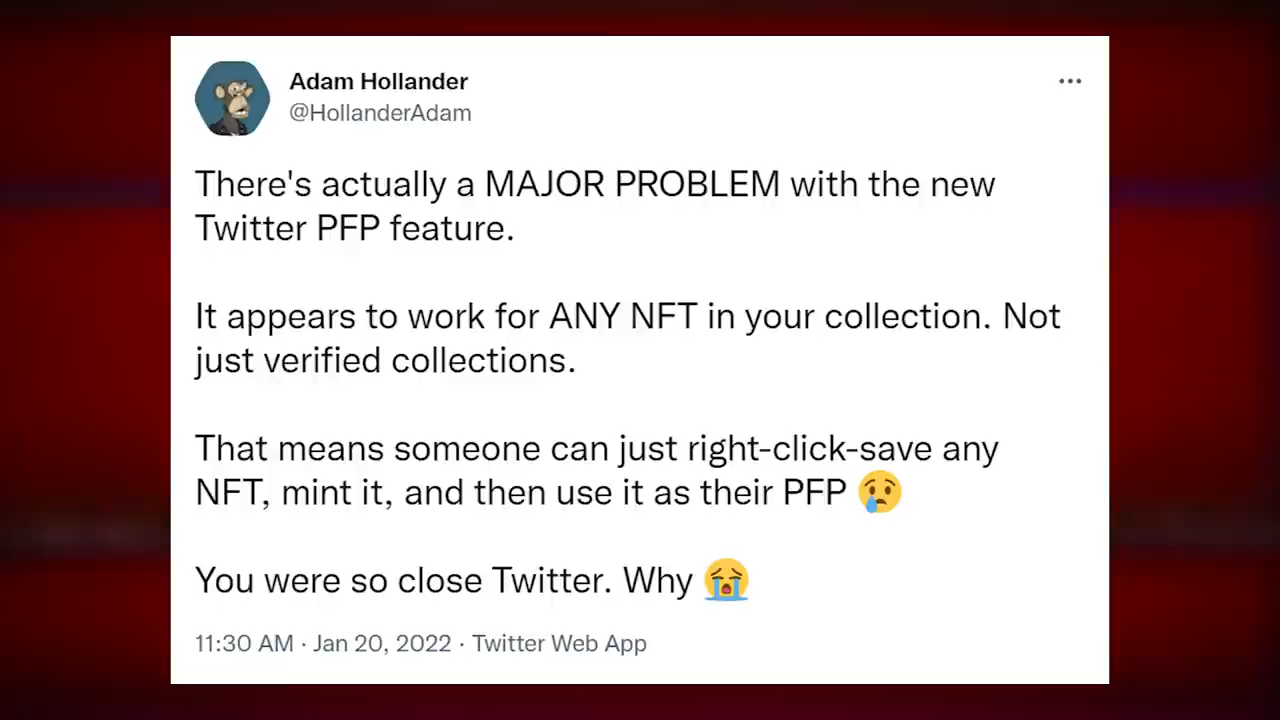 Adam Hollander
@HollanderAdam
There's actually a MAJOR PROBLEM with the new
Twitter PFP feature.
It appears to work for ANY NFT in your collection. Not
just verified collections.
That means someone can just right-click-save any
NFT, mint it, and then use it as their PFP 😢
You were so close Twitter. Why 😭
11:30 AM · Jan 20, 2022 · Twitter Web App